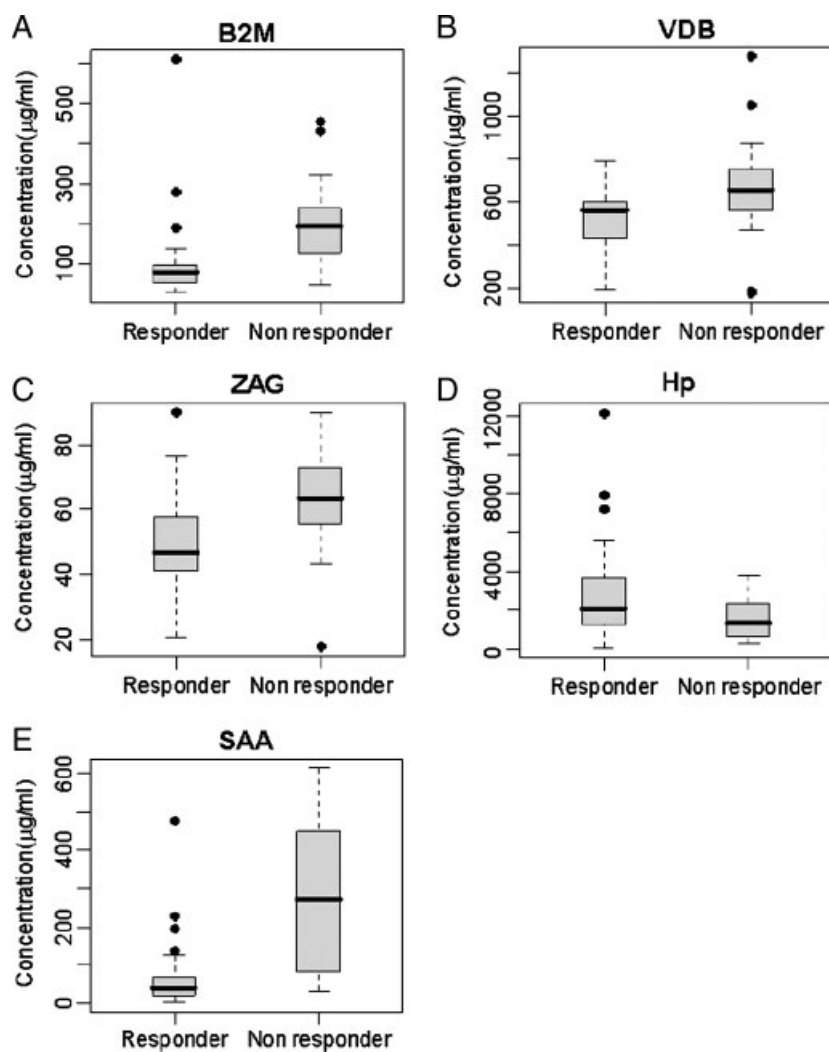 A
B2M
Concentration(µg/ml)
500
300
100
Responder
Non responder
B
VDB
Concentration(µg/ml)
1000
600
200
Responder
Non responder
C
ZAG
Concentration(µg/ml)
80
60
40
20
Responder
Non responder
D
Hp
Concentration(µg/ml)
12000
8000
4000
0
Responder
Non responder
E
SAA
Concentration(µg/ml)
600
400
200
0
Responder
Non responder